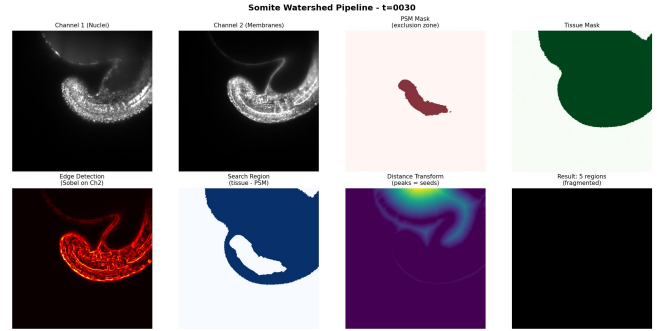 Somite Watershed Pipeline - t=0030
Channel 1 (Nuclei)
Channel 2 (Membranes)
PSM Mask
(exclusion zone)
Tissue Mask
Edge Detection
(Sobel on Ch2)
Search Region
(tissue - PSM)
Distance Transform
(peaks = seeds)
Result: 5 regions
(fragmented)